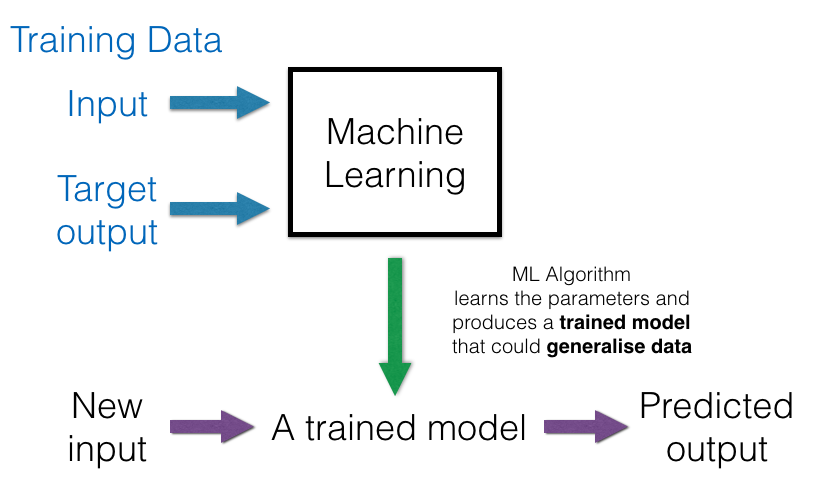 Training Data
Input
Target
output
Machine
Learning
ML Algorithm
learns the parameters and
produces a trained model
that could generalise data
New
input
A trained model
Predicted
output